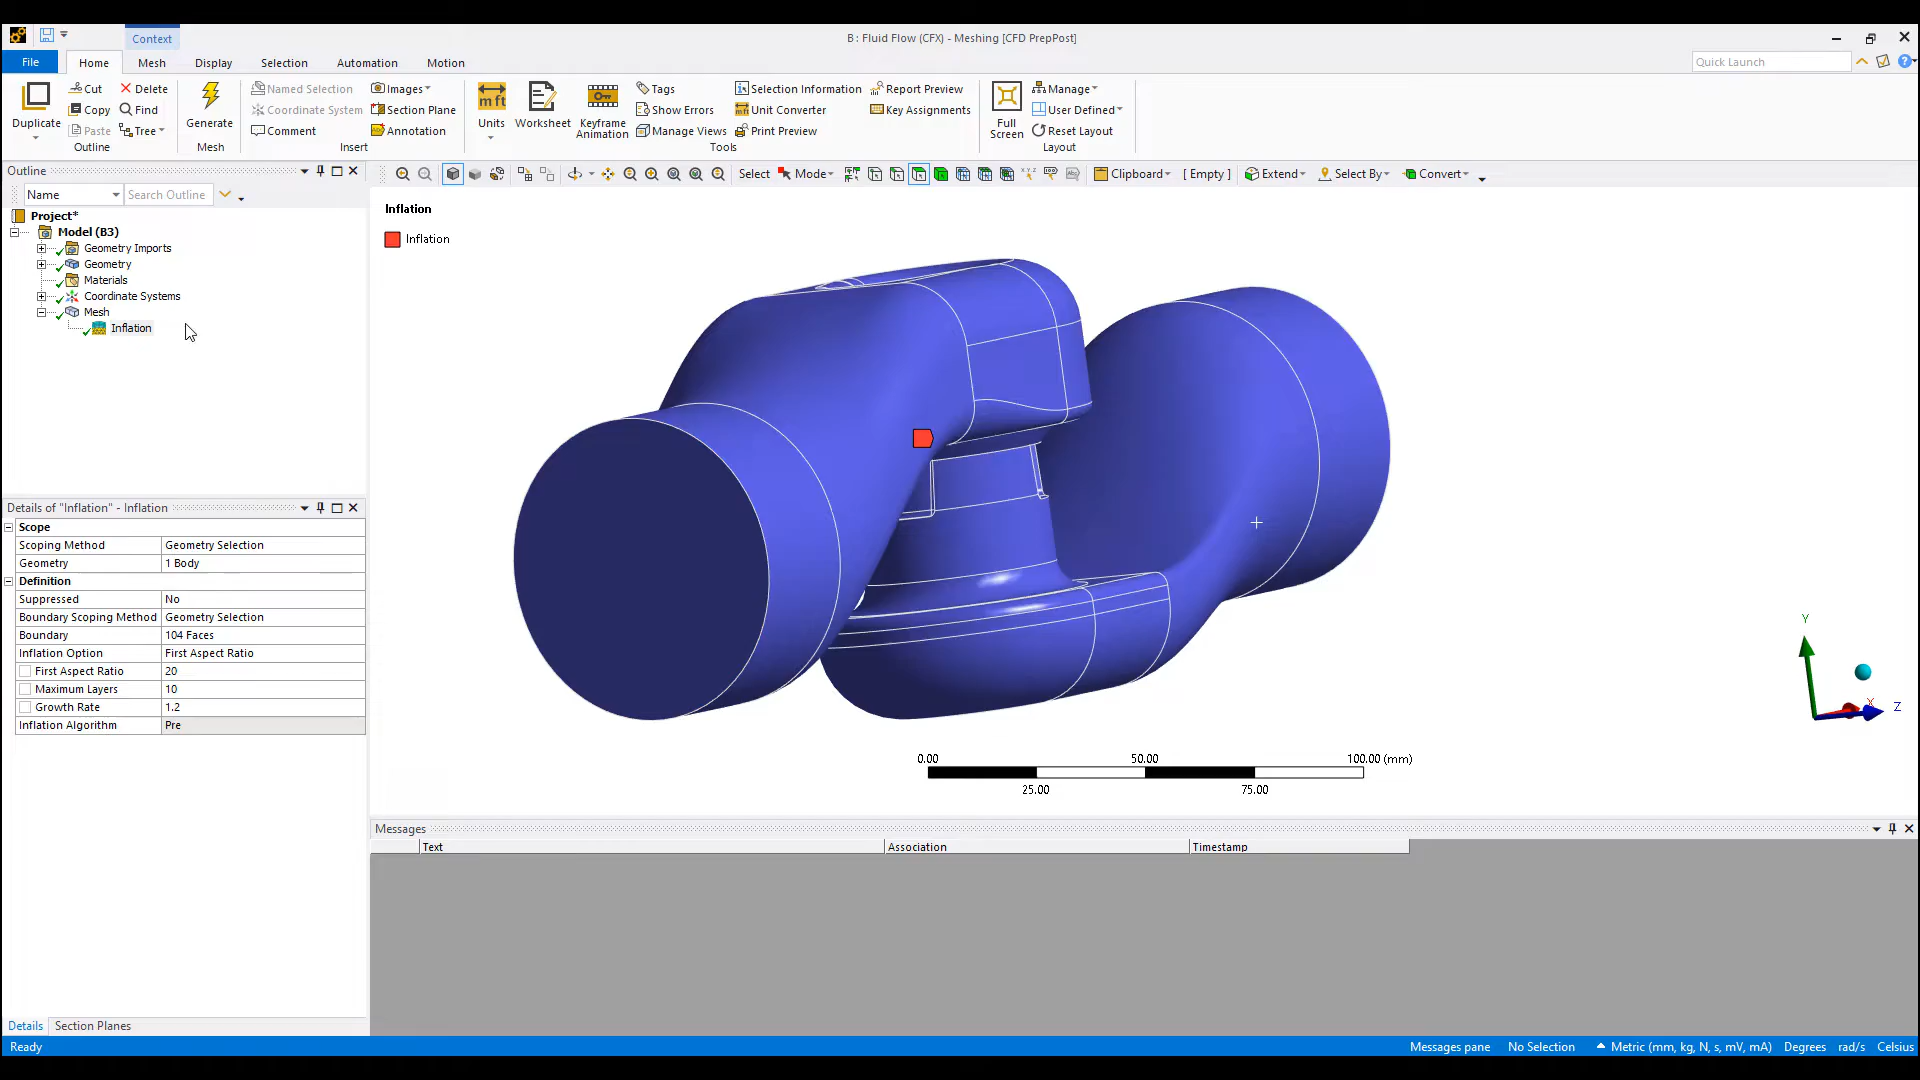 Context
B : Fluid Flow (CFX) - Meshing [CFD PrepPost]
File Home Mesh Display Selection Automation Motion
Quick Launch
Duplicate
Cut
Copy
Paste
Delete
Find
Tree
Outline
Generate
Mesh
Named Selection
Coordinate System
Comment
Images
Section Plane
Annotation
Insert
mm
ft
Units
Worksheet
Keyframe
Animation
Tags
Show Errors
Manage Views
Selection Information
Unit Converter
Print Preview
Report Preview
Key Assignments
Tools
Full
Screen
Manage
User Defined
Reset Layout
Layout
Outline
Name Search Outline
Project*
Model (B3)
Geometry Imports
Geometry
Materials
Coordinate Systems
Mesh
Inflation
Select Mode Clipboard [ Empty ] Extend Select By Convert
Inflation
Inflation
Y
X
Z
0.00 50.00 100.00 (mm)
25.00 75.00
Details of "Inflation" - Inflation
Scope
Scoping Method Geometry Selection
Geometry 1 Body
Definition
Suppressed No
Boundary Scoping Method Geometry Selection
Boundary 104 Faces
Inflation Option First Aspect Ratio
First Aspect Ratio 20
Maximum Layers 10
Growth Rate 1.2
Inflation Algorithm Pre
Messages
Text Association Timestamp
Details Section Planes
Ready Messages pane No Selection Metric (mm, kg, N, s, mV, mA) Degrees rad/s Celsius